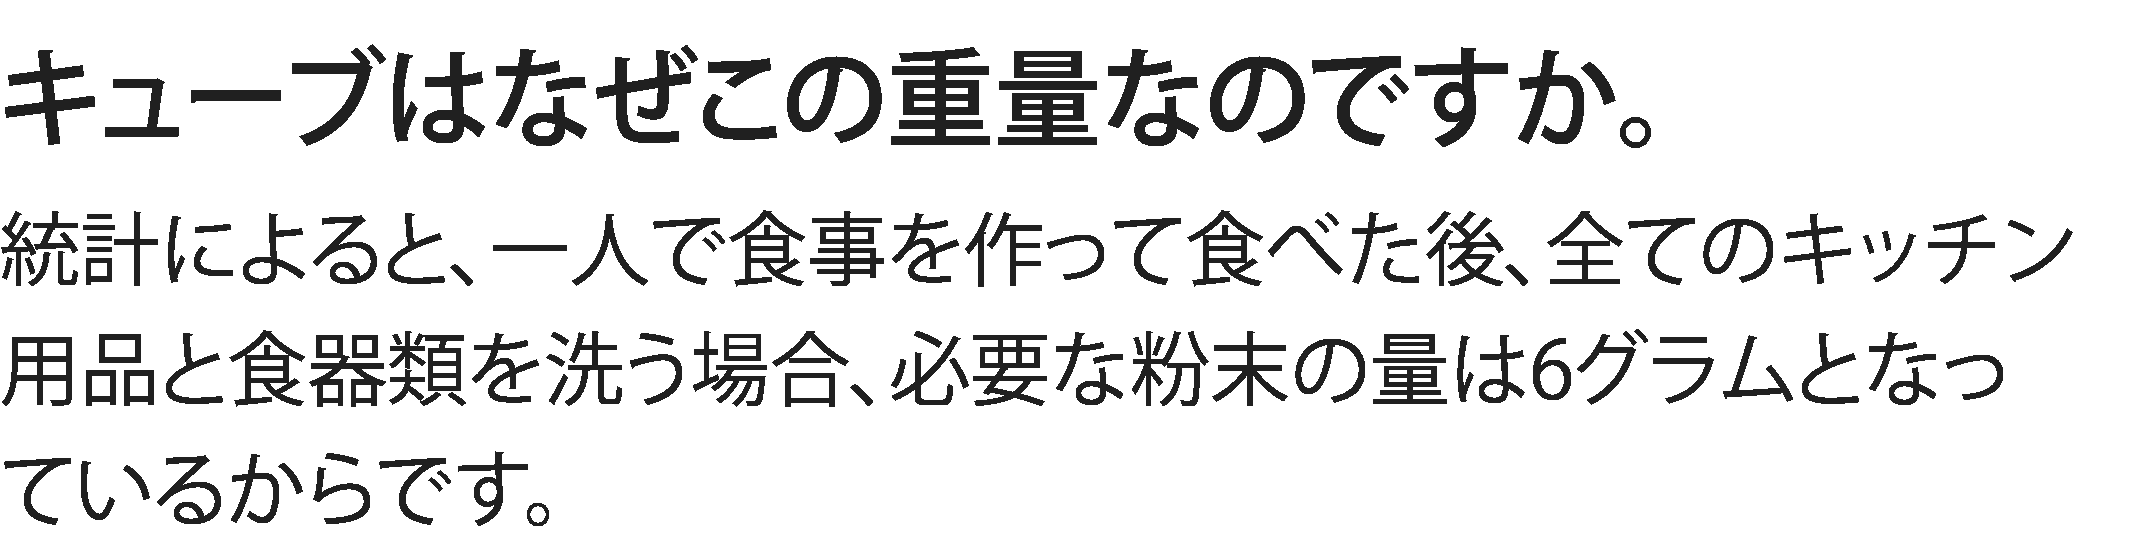 キューブはなぜこの重量なのですか。
統計によると、一人で食事を作って食べた後、全てのキッチン
用品と食器類を洗う場合、必要な粉末の量は6グラムとなっ
ているからです。